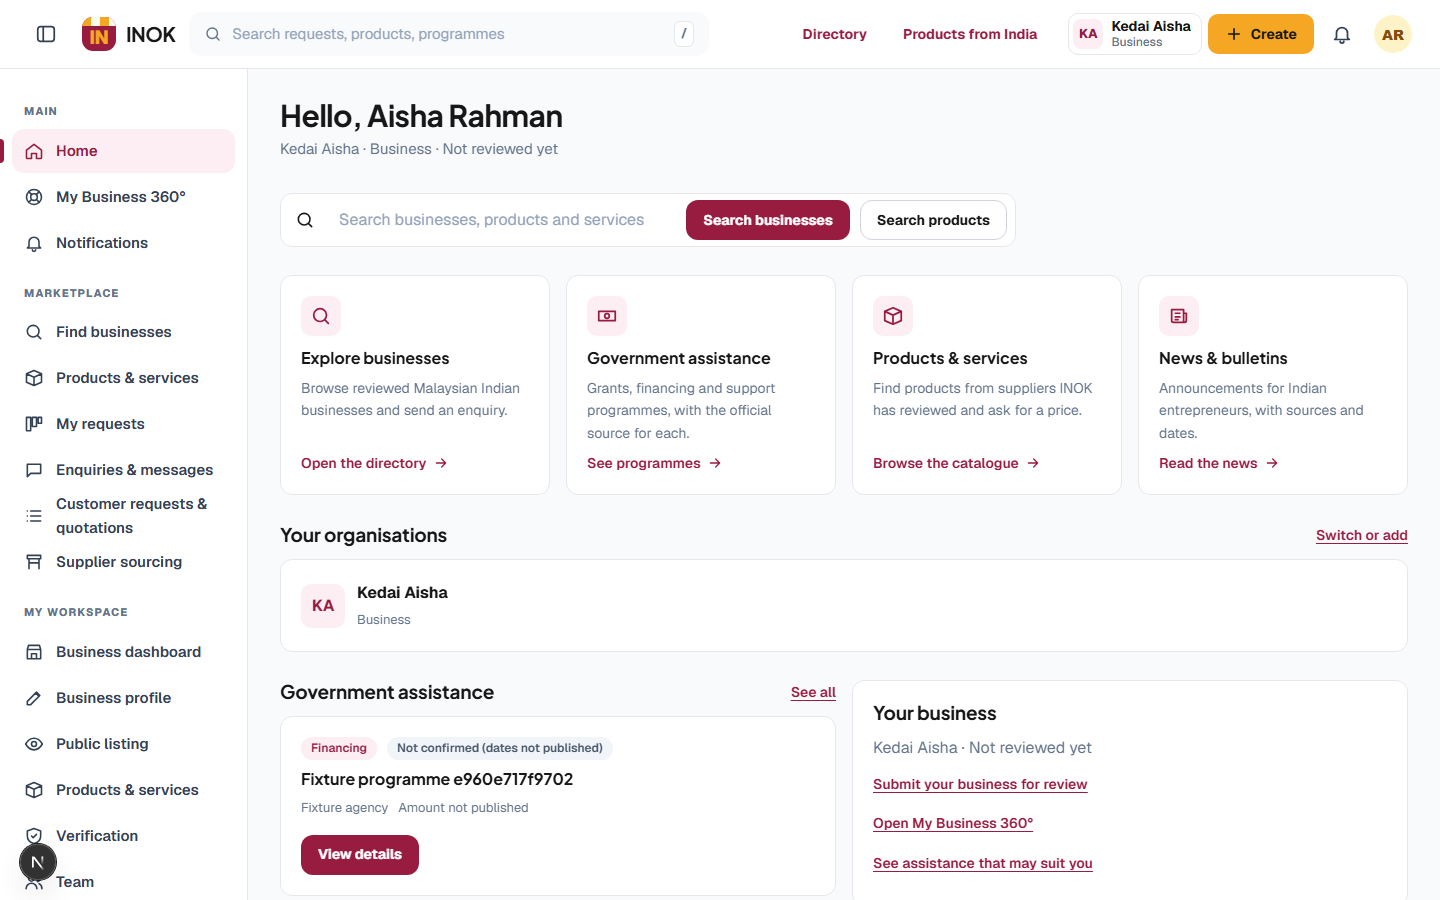 IN INOK
Search requests, products, programmes
/
Directory
Products from India
KA
Kedai Aisha
Business
Create
AR
MAIN
Home
My Business 360°
Notifications
MARKETPLACE
Find businesses
Products & services
My requests
Enquiries & messages
Customer requests &
quotations
Supplier sourcing
MY WORKSPACE
Business dashboard
Business profile
Public listing
Products & services
Verification
N
Team
Hello, Aisha Rahman
Kedai Aisha · Business · Not reviewed yet
Search businesses, products and services
Search businesses
Search products
Explore businesses
Browse reviewed Malaysian Indian
businesses and send an enquiry.
Open the directory →
Government assistance
Grants, financing and support
programmes, with the official
source for each.
See programmes →
Products & services
Find products from suppliers INOK
has reviewed and ask for a price.
Browse the catalogue →
News & bulletins
Announcements for Indian
entrepreneurs, with sources and
dates.
Read the news →
Your organisations
Switch or add
KA
Kedai Aisha
Business
Government assistance
See all
Financing
Not confirmed (dates not published)
Fixture programme e960e717f9702
Fixture agency Amount not published
View details
Your business
Kedai Aisha · Not reviewed yet
Submit your business for review
Open My Business 360°
See assistance that may suit you